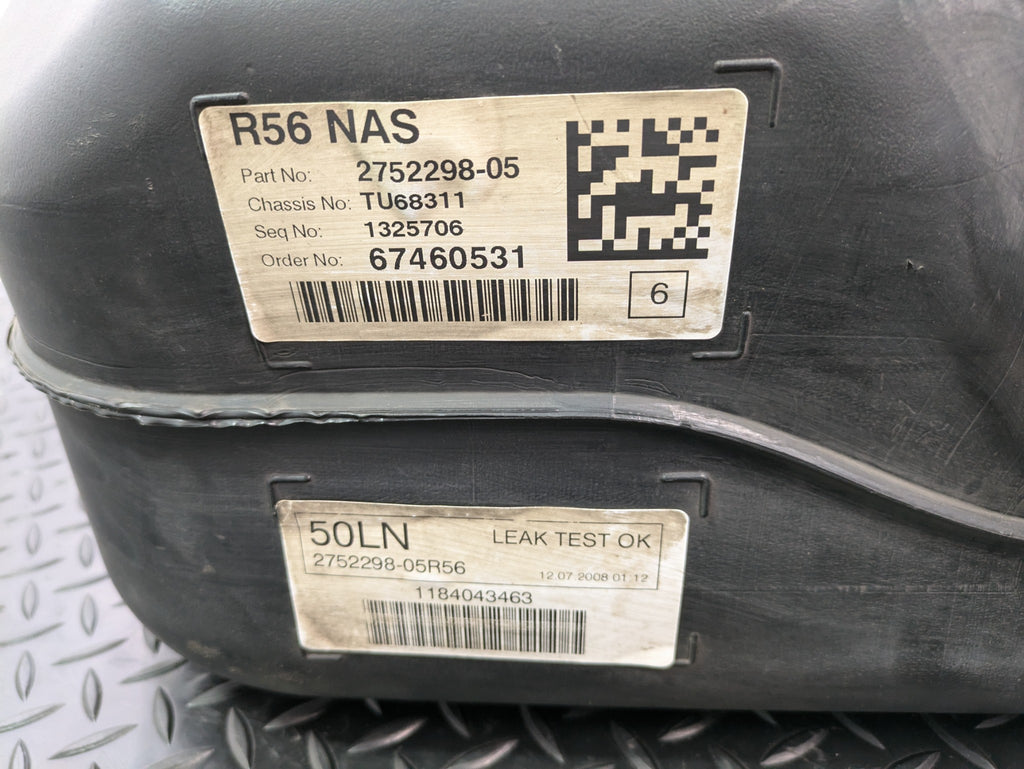 R56 NAS
Part No: 2752298-05
Chassis No: TU68311
Seq No: 1325706
Order No: 67460531
6
50LN LEAK TEST OK
2752298-05R56 12.07.2008 01.12
1184043463